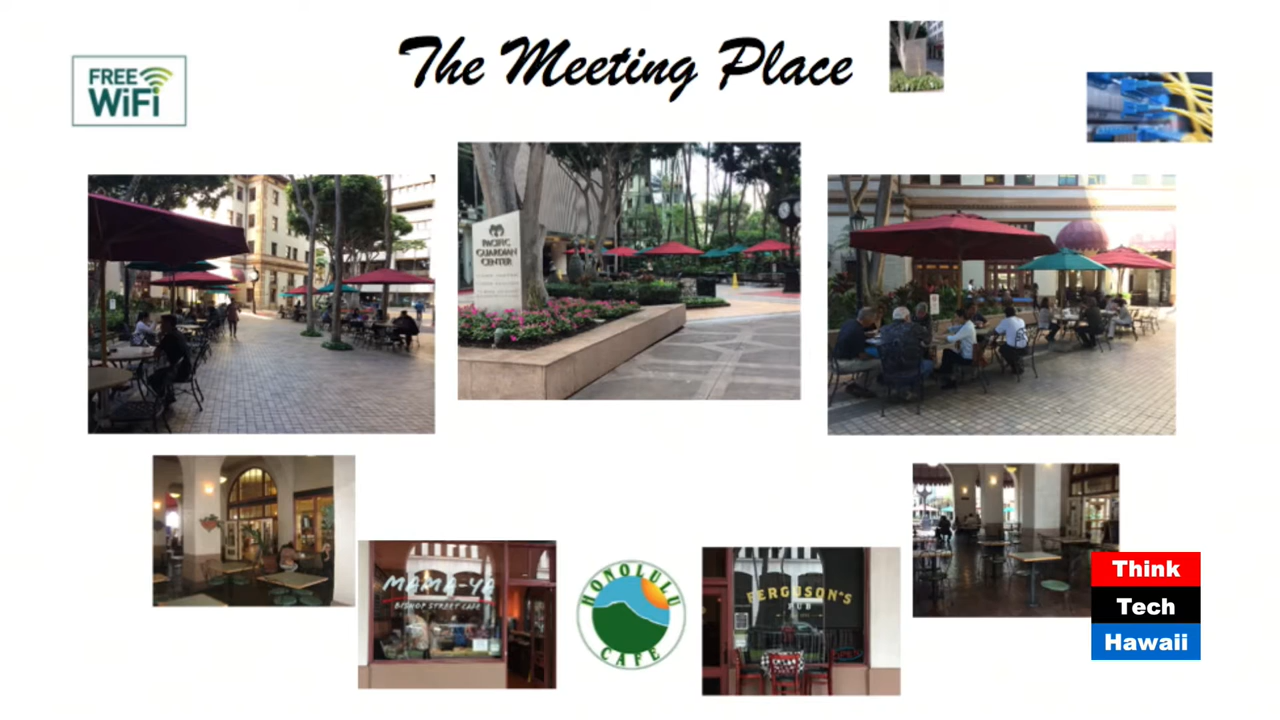 The Meeting Place
FREE
WiFi
PACIFIC
GUARDIAN
CENTER
MAMA-YA
BISHOP STREET CAFE
HONOLULU
CAFE
FERGUSON'S
PUB
Think
Tech
Hawaii